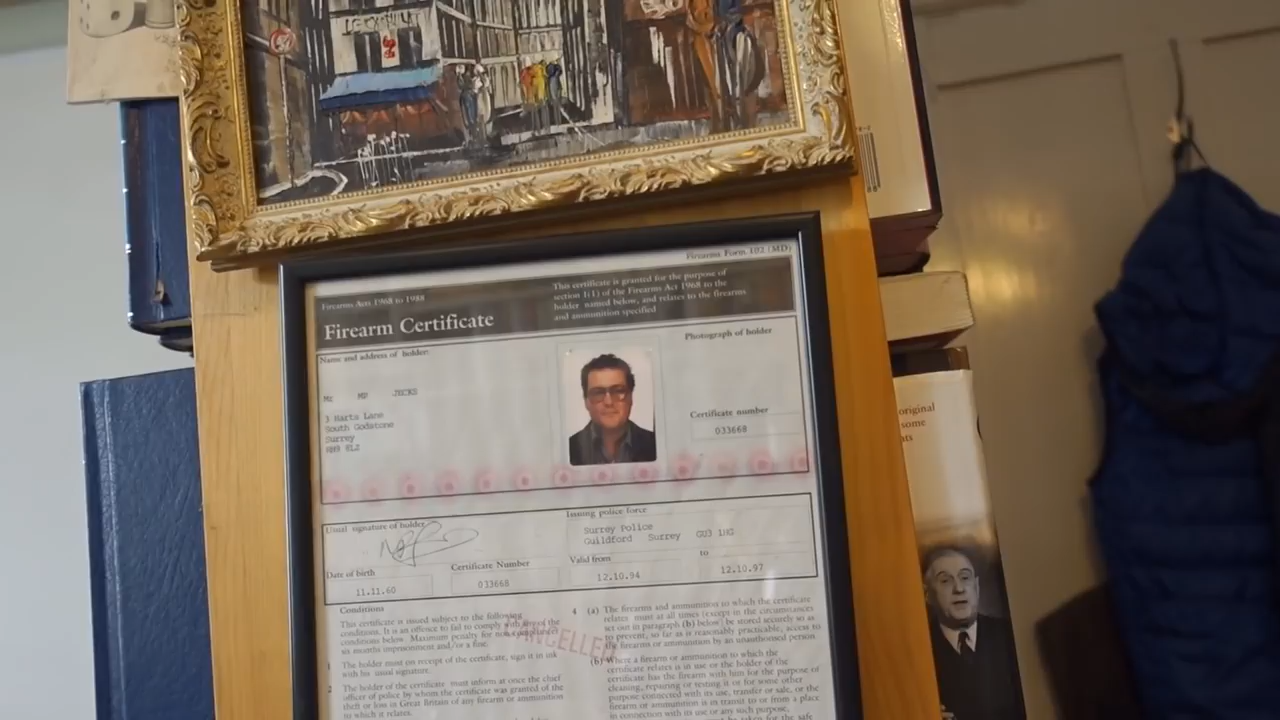 Firearms Form 102 (MD)
Firearms Acts 1968 to 1988
Firearm Certificate
This certificate is granted for the purpose of
section 1(1) of the Firearms Act 1968 to the
holder named below, and relates to the firearms
and ammunition specified
Name and address of holder:
Photograph of holder
Mr MP JECKS
3 Harts Lane
South Godstone
Surrey
Certificate number
033668
Usual signature of holder
Issuing police force
Surrey Police
Guildford Surrey GU3 1HG
Date of birth
11.11.60
Certificate Number
033668
Valid from
12.10.94
to
12.10.97
Conditions
This certificate is issued subject to the following
conditions. It is an offence to fail to comply with any of the
conditions below. Maximum penalty for non-compliance
six months imprisonment and/or a fine.
1 The holder must on receipt of the certificate, sign it in ink
with his usual signature.
2 The holder of the certificate must inform at once the chief
officer of police by whom the certificate was granted of the
theft or loss in Great Britain of any firearm or ammunition
to which it relates.
CANCELLED
4 (a) The firearms and ammunition to which the certificate
relates must at all times (except in the circumstances
set out in paragraph (b) below) be stored securely so as
to prevent, so far as is reasonably practicable, access to
the firearms or ammunition by an unauthorised person.
(b) Where a firearm or ammunition to which the
certificate relates is in use or the holder of the
certificate has the firearm with him for the purpose of
cleaning, repairing or testing it or for some other
purpose connected with its use, transfer or sale, or the
firearm or ammunition is in transit to or from a place
in connection with its use or any such purpose,
original
some